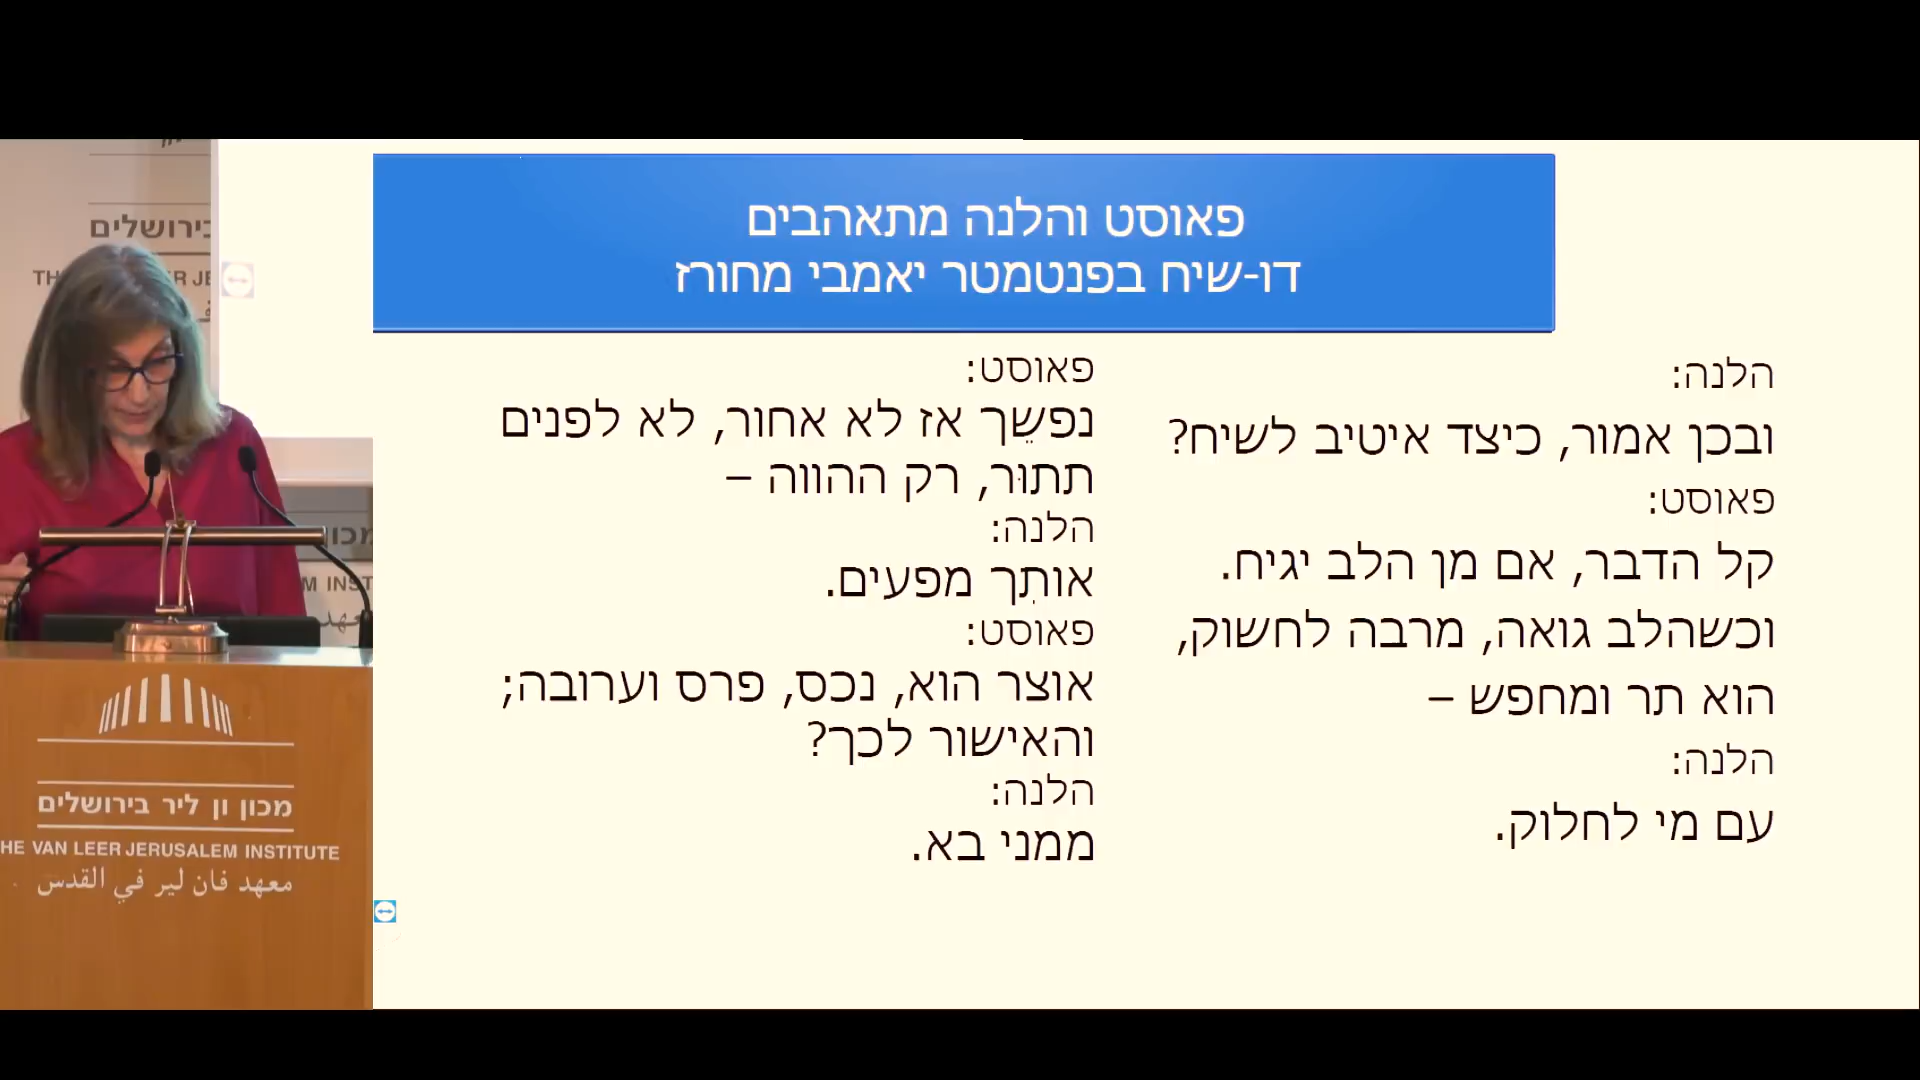 פאוסט והלנה מתאהבים
דו-שיח בפנטמטר יאמבי מחורז
הלנה:
ובכן אמור, כיצד איטיב לשיח?
פאוסט:
קל הדבר, אם מן הלב יגיח.
וכשהלב גואה, מרבה לחשוק,
הוא תר ומחפש –
הלנה:
עם מי לחלוק.
פאוסט:
נפשֵך אז לא אחור, לא לפנים
תתוּר, רק ההווה –
הלנה:
אותִך מפעים.
פאוסט:
אוצר הוא, נכס, פרס וערובה;
והאישור לכך?
הלנה:
ממני בא.
בירושלים
מכון ון ליר בירושלים
HE VAN LEER JERUSALEM INSTITUTE
معهد فان لير في القدس